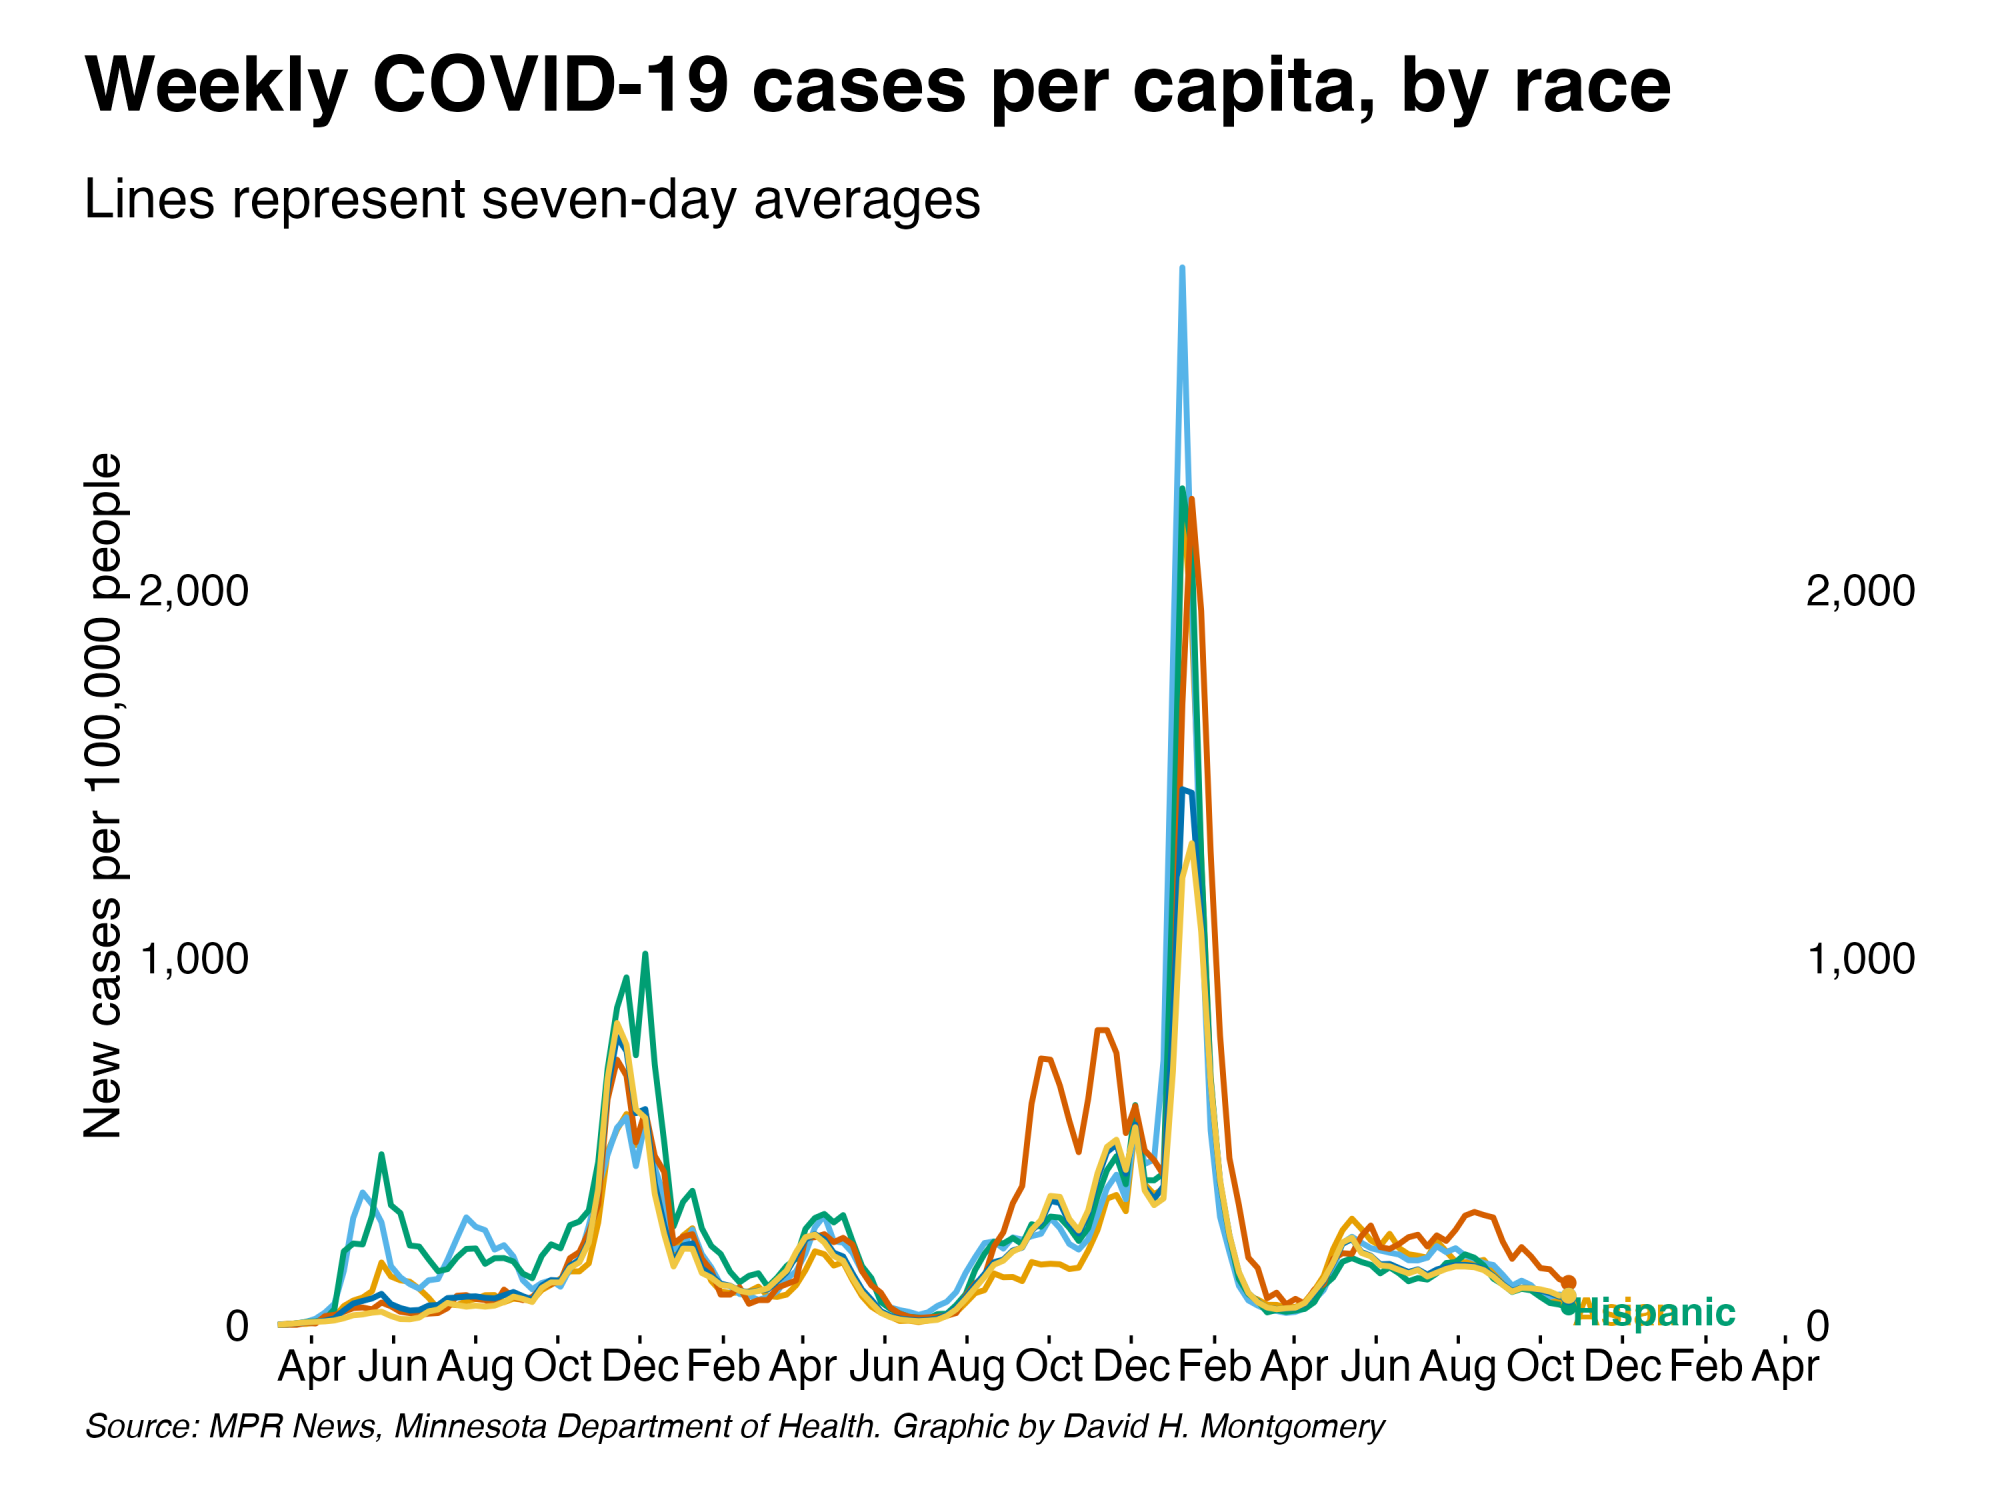 Weekly COVID-19 cases per capita, by race
Lines represent seven-day averages
New cases per 100,000 people
2,000 2,000
1,000 1,000
Hispanic
0 0
Apr Jun Aug Oct Dec Feb Apr Jun Aug Oct Dec Feb Apr Jun Aug Oct Dec Feb Apr
Source: MPR News, Minnesota Department of Health. Graphic by David H. Montgomery